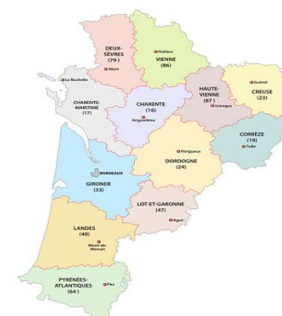 DEUX-
SÈVRES
(79)
Niort
Poitiers
VIENNE
(86)
La Rochelle
CHARENTE-
MARITIME
(17)
CHARENTE
(16)
Angoulême
HAUTE-
VIENNE
(87)
Limoges
Guéret
CREUSE
(23)
CORRÈZE
(19)
Tulle
Périgueux
DORDOGNE
(24)
BORDEAUX
GIRONDE
(33)
LOT-ET-GARONNE
(47)
Agen
LANDES
(40)
Mont-de-
Marsan
PYRÉNÉES-
ATLANTIQUES
(64)
Pau